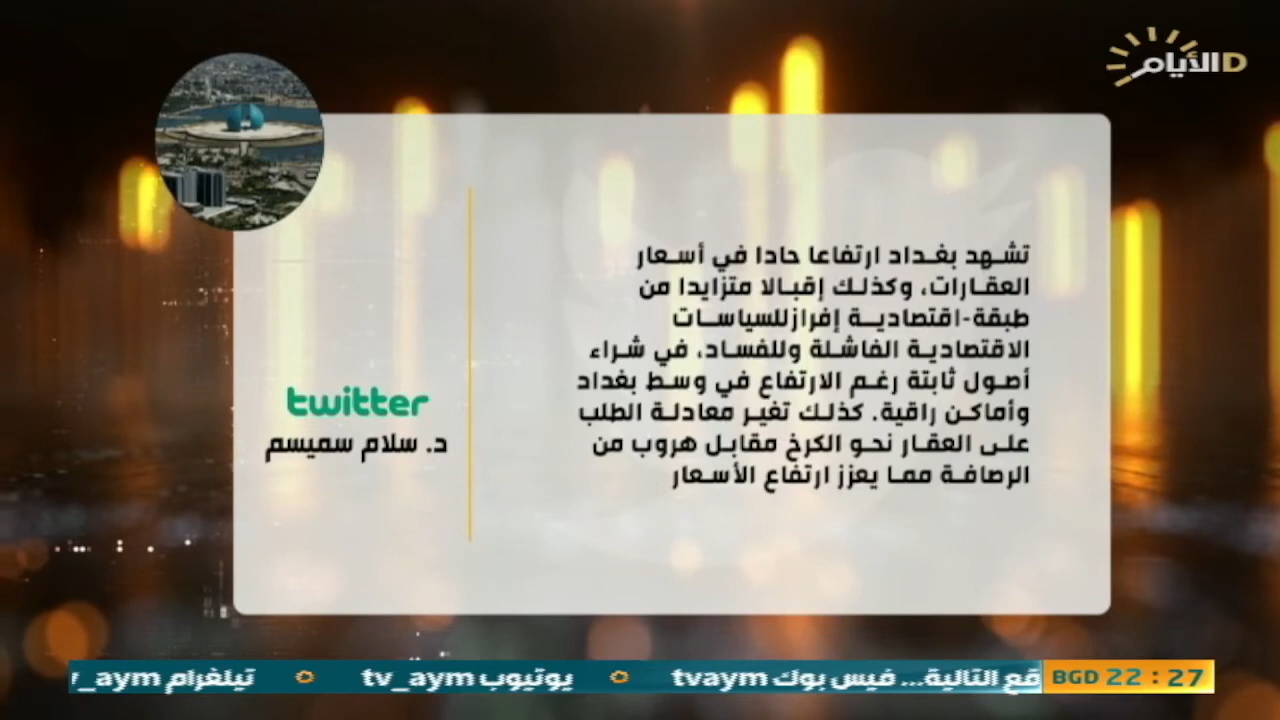 الأيام D
تشهد بغداد ارتفاعا حادا في أسعار
العقارات، وكذلك إقبالا متزايدا من
طبقة-اقتصادية إفرازللسياسات
الاقتصادية الفاشلة وللفساد، في شراء
أصول ثابتة رغم الارتفاع في وسط بغداد
وأماكن راقية. كذلك تغير معادلة الطلب
على العقار نحو الكرخ مقابل هروب من
الرصافة مما يعزز ارتفاع الأسعار
twitter
د. سلام سميسم
BGD 22 : 27
التالية... فيس بوك tvaym يوتيوب tv_aym تيلغرام